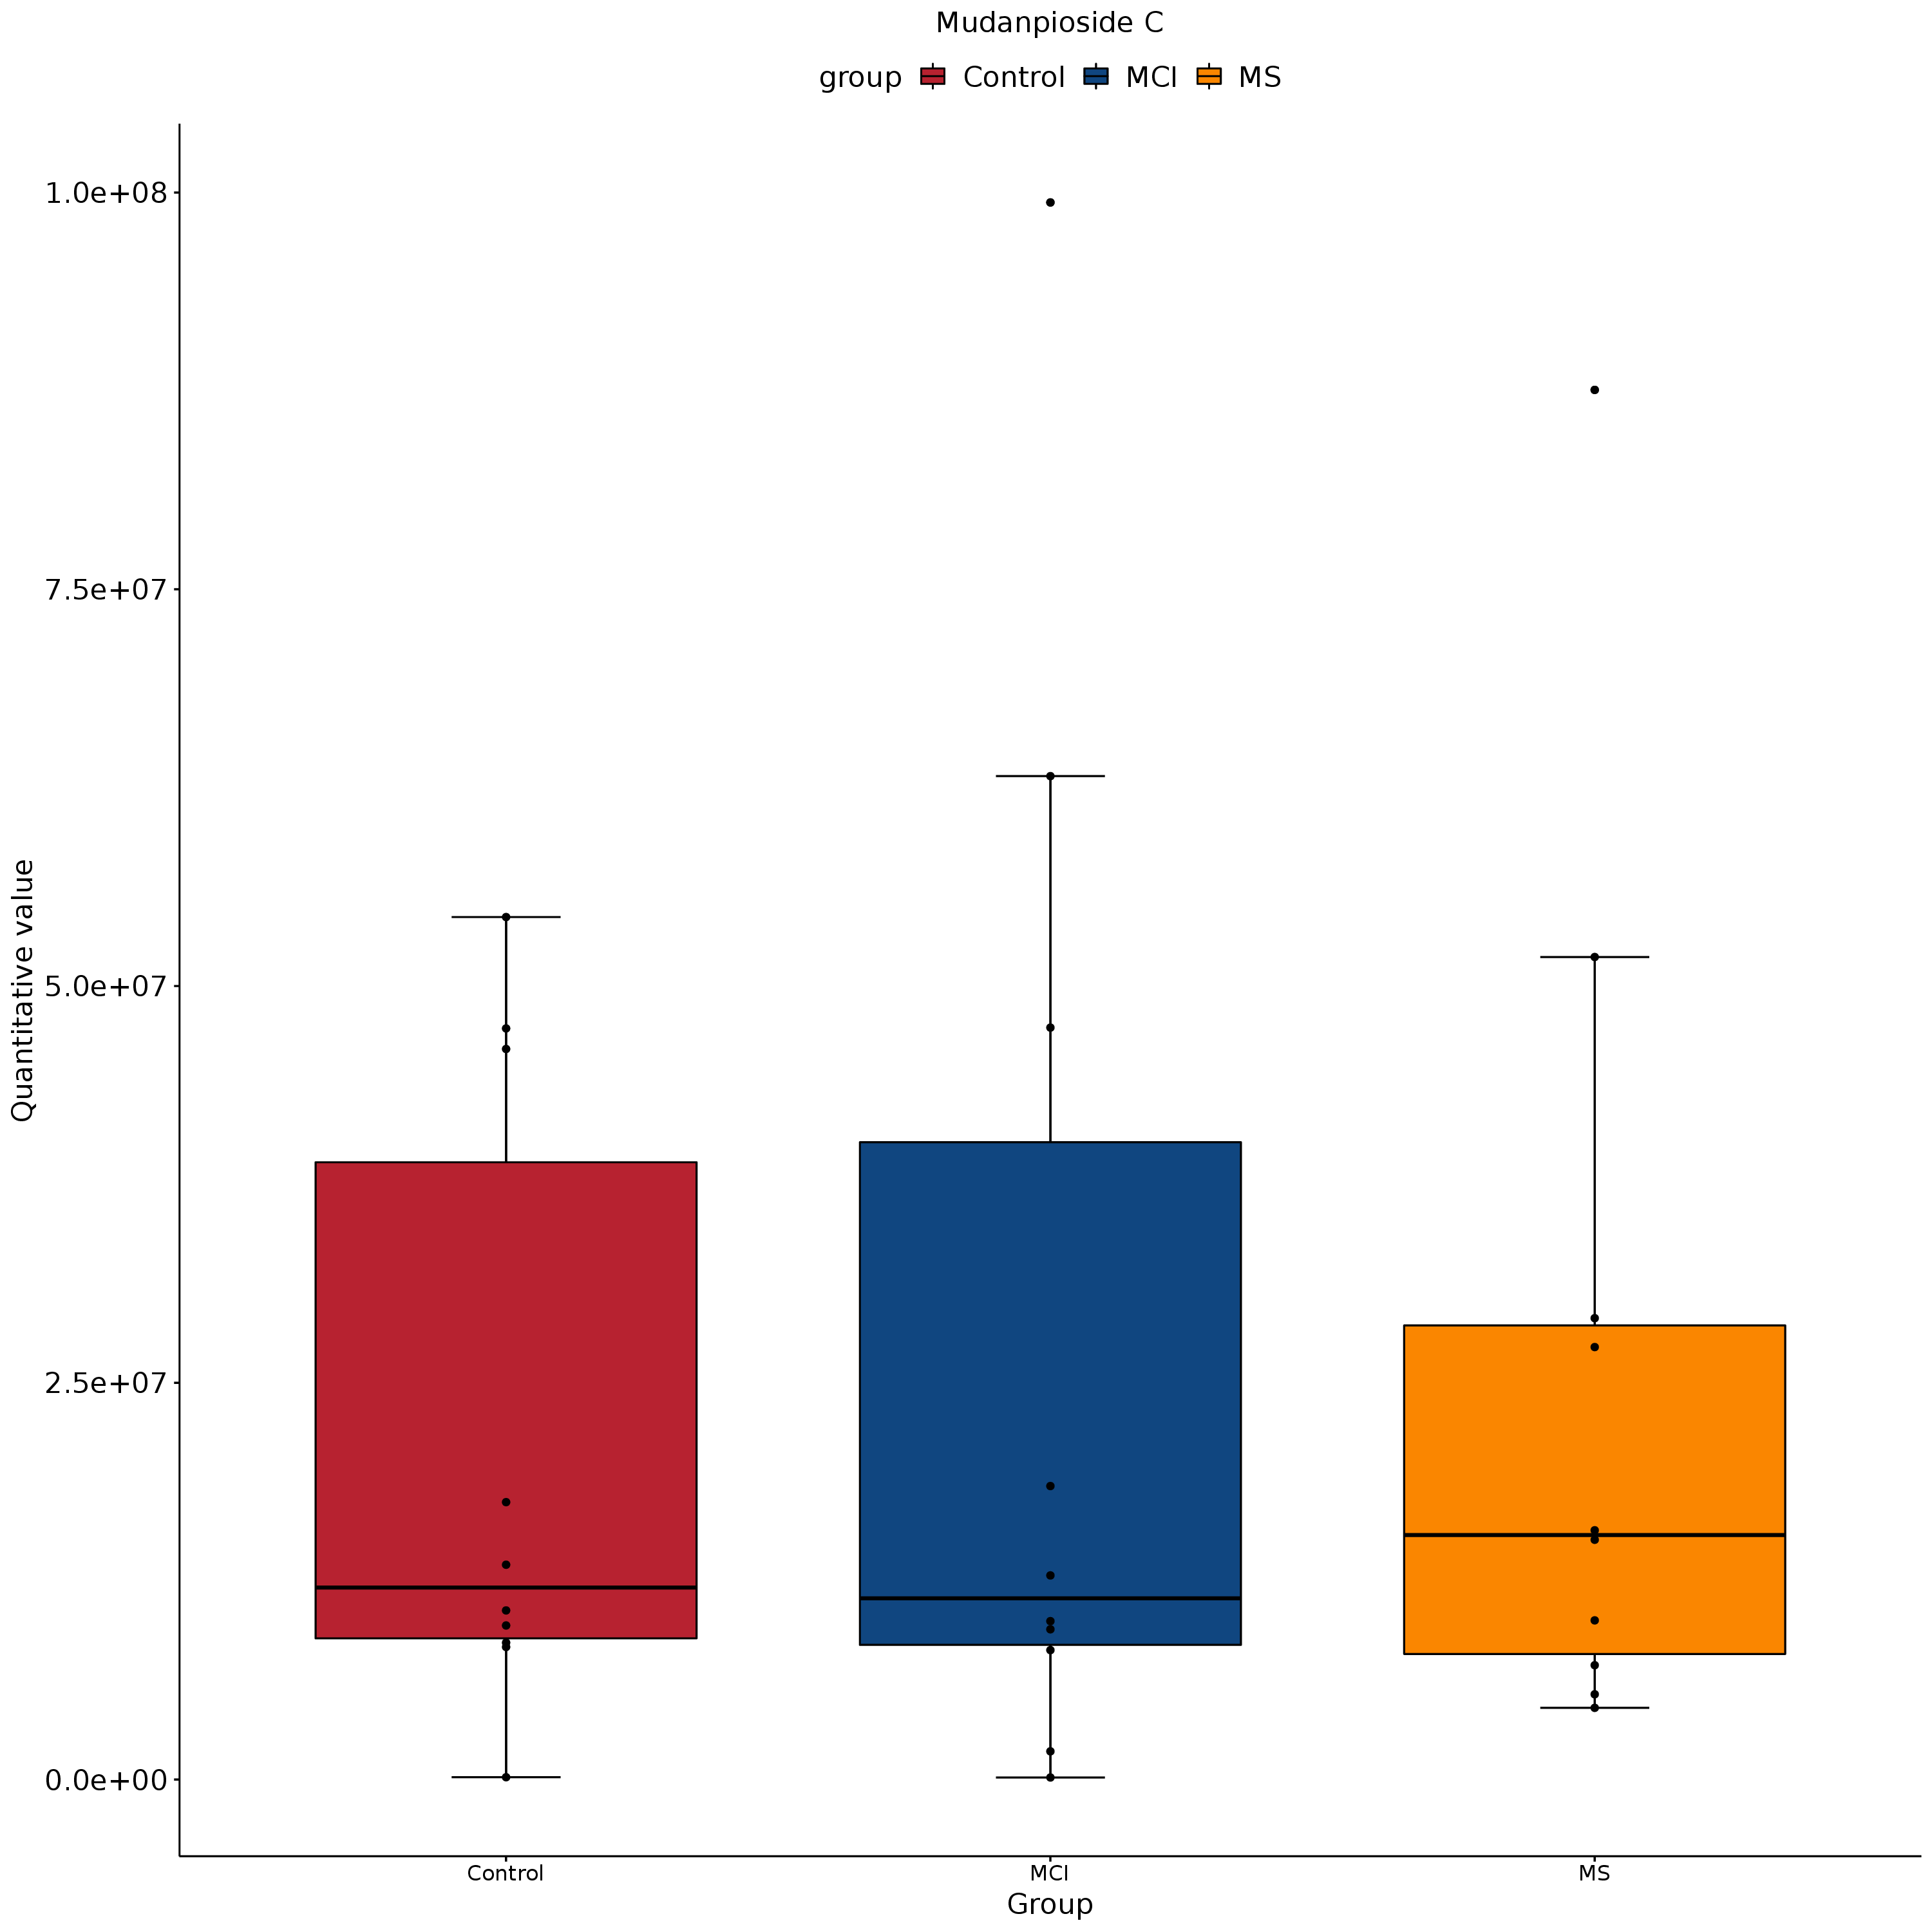 Mudanpioside C
group Control MCI MS
1.0e+08
7.5e+07
5.0e+07
2.5e+07
0.0e+00
Quantitative value
Control MCI MS
Group